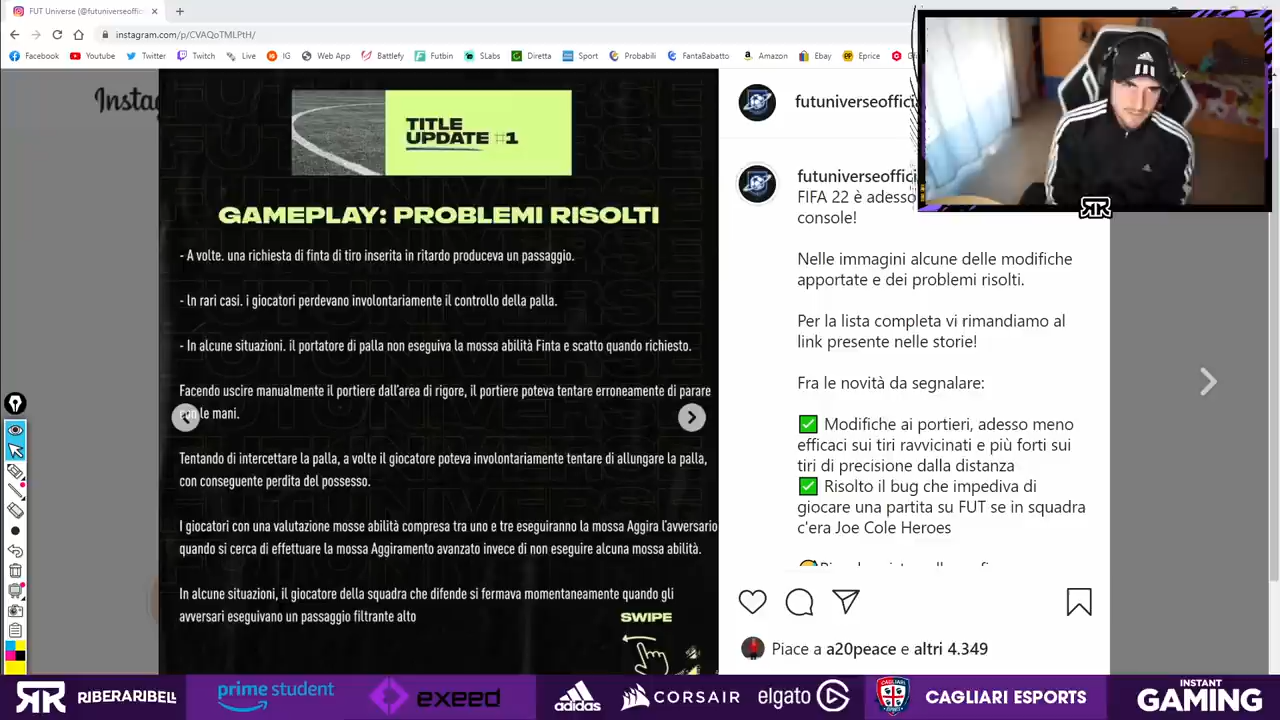 FUT Universe (@futuniverseoffic
instagram.com/p/CVAQoTMLPtH/
Facebook
Youtube
Twitter
Twitch
Live
IG
Web App
Battlefy
Futbin
SLabs
Diretta
Sport
Probabili
FantaBabatto
Amazon
Ebay
Eprice
Insta
TITLE
UPDATE #1
GAMEPLAY: PROBLEMI RISOLTI
- A volte. una richiesta di finta di tiro inserita in ritardo produceva un passaggio.
- In rari casi. i giocatori perdevano involontariamente il controllo della palla.
- In alcune situazioni. il portatore di palla non eseguiva la mossa abilità Finta e scatto quando richiesto.
Facendo uscire manualmente il portiere dall'area di rigore, il portiere poteva tentare erroneamente di parare
con le mani.
Tentando di intercettare la palla, a volte il giocatore poteva involontariamente tentare di allungare la palla,
con conseguente perdita del possesso.
I giocatori con una valutazione mosse abilità compresa tra uno e tre eseguiranno la mossa Aggira l'avversario
quando si cerca di effettuare la mossa Aggiramento avanzato invece di non eseguire alcuna mossa abilità.
In alcune situazioni, il giocatore della squadra che difende si fermava momentaneamente quando gli
avversari eseguivano un passaggio filtrante alto
SWIPE
futuniverseoffici
futuniverseoffici
FIFA 22 è adesso
console!
Nelle immagini alcune delle modifiche
apportate e dei problemi risolti.
Per la lista completa vi rimandiamo al
link presente nelle storie!
Fra le novità da segnalare:
✅ Modifiche ai portieri, adesso meno
efficaci sui tiri ravvicinati e più forti sui
tiri di precisione dalla distanza
✅ Risolto il bug che impediva di
giocare una partita su FUT se in squadra
c'era Joe Cole Heroes
Piace a a20peace e altri 4.349
RIBERARIBELL
prime student
exeed
adidas
CORSAIR
elgato
CAGLIARI ESPORTS
INSTANT
GAMING